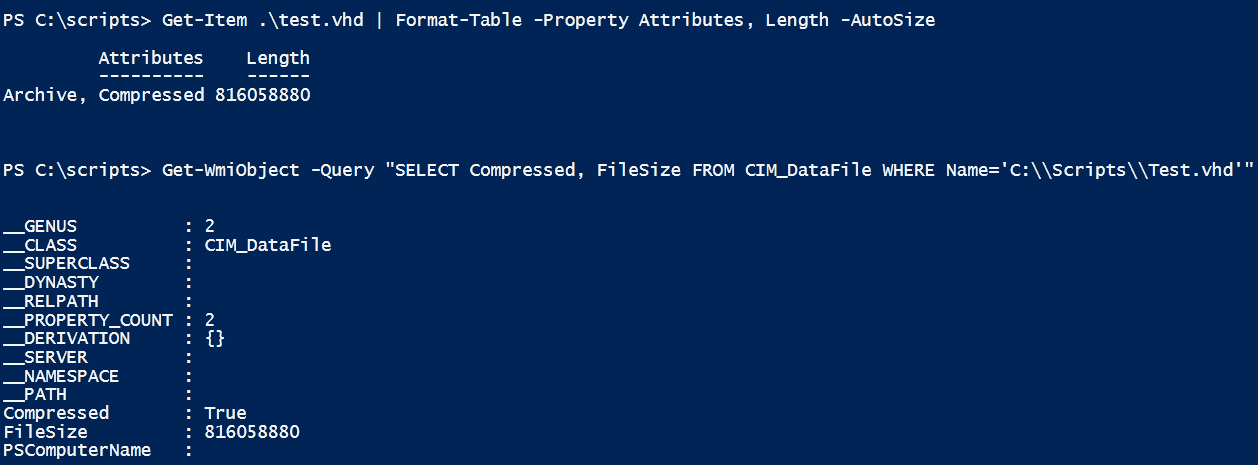 PS C:\scripts> Get-Item .\test.vhd | Format-Table -Property Attributes, Length -AutoSize
Attributes Length
---------- ------
Archive, Compressed 816058880
PS C:\scripts> Get-WmiObject -Query "SELECT Compressed, FileSize FROM CIM_DataFile WHERE Name='C:\\Scripts\\Test.vhd'"
__GENUS : 2
__CLASS : CIM_DataFile
__SUPERCLASS :
__DYNASTY :
__RELPATH :
__PROPERTY_COUNT : 2
__DERIVATION : {}
__SERVER :
__NAMESPACE :
__PATH :
Compressed : True
FileSize : 816058880
PSComputerName :